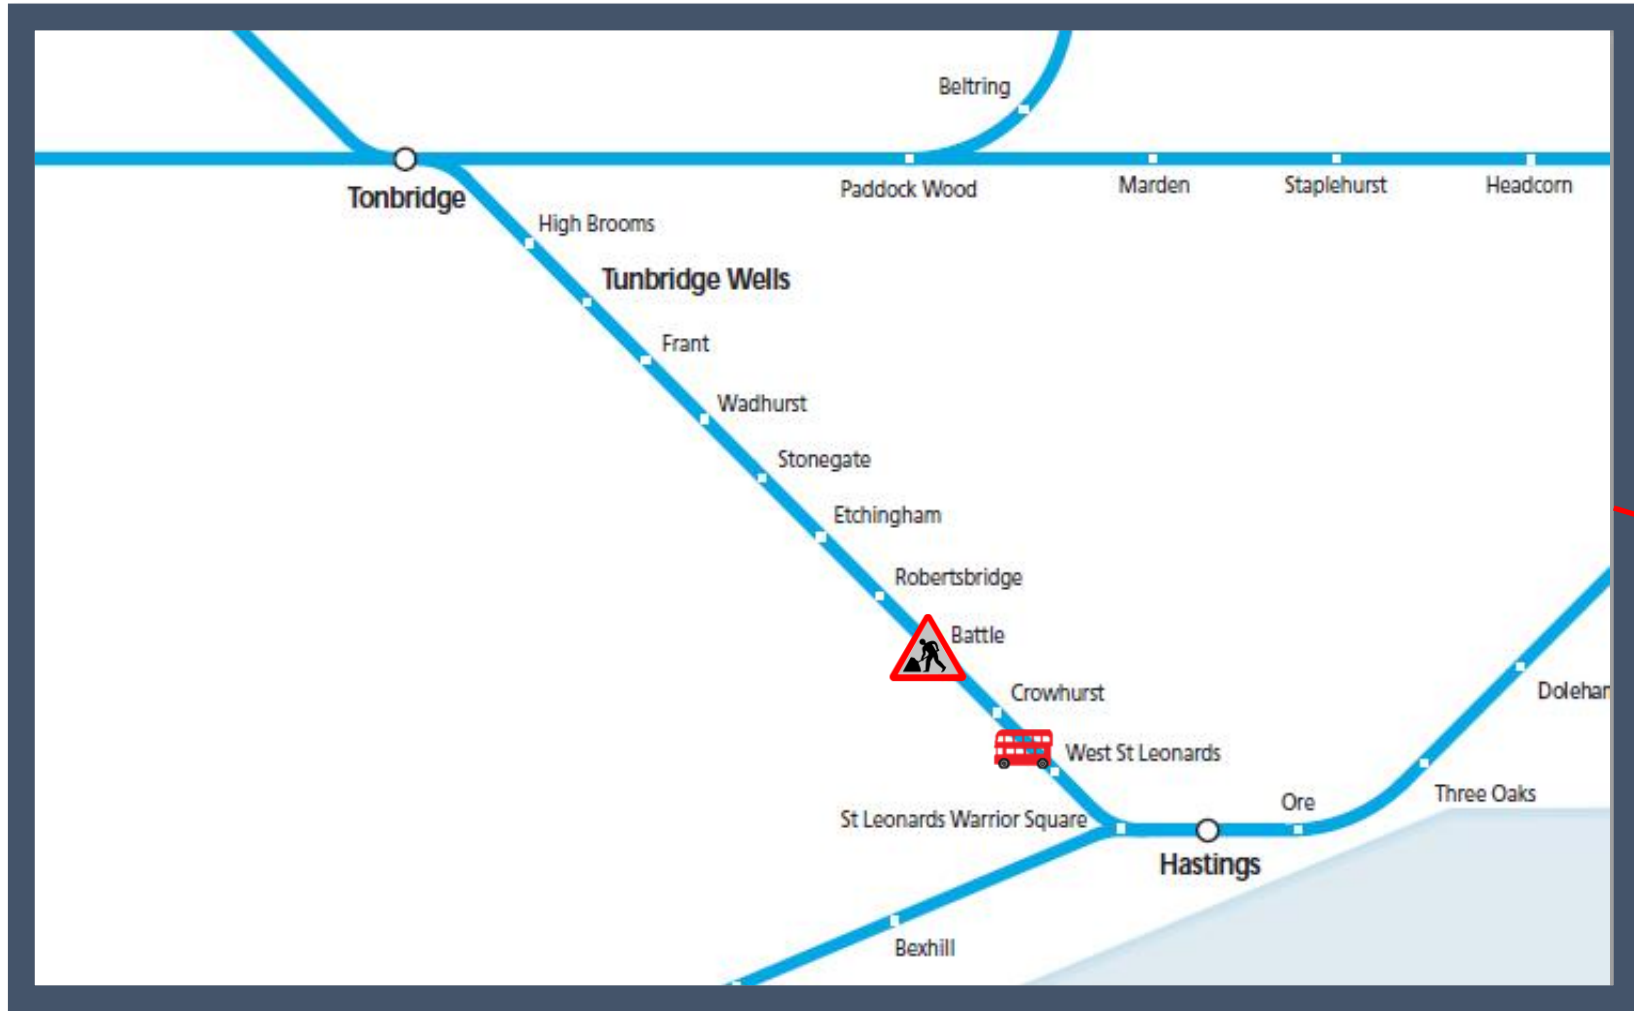 Beltring
Tonbridge
Paddock Wood
Marden
Staplehurst
Headcorn
High Brooms
Tunbridge Wells
Frant
Wadhurst
Stonegate
Etchingham
Robertsbridge
Battle
Crowhurst
Dolehar
West St Leonards
Three Oaks
Ore
St Leonards Warrior Square
Hastings
Bexhill